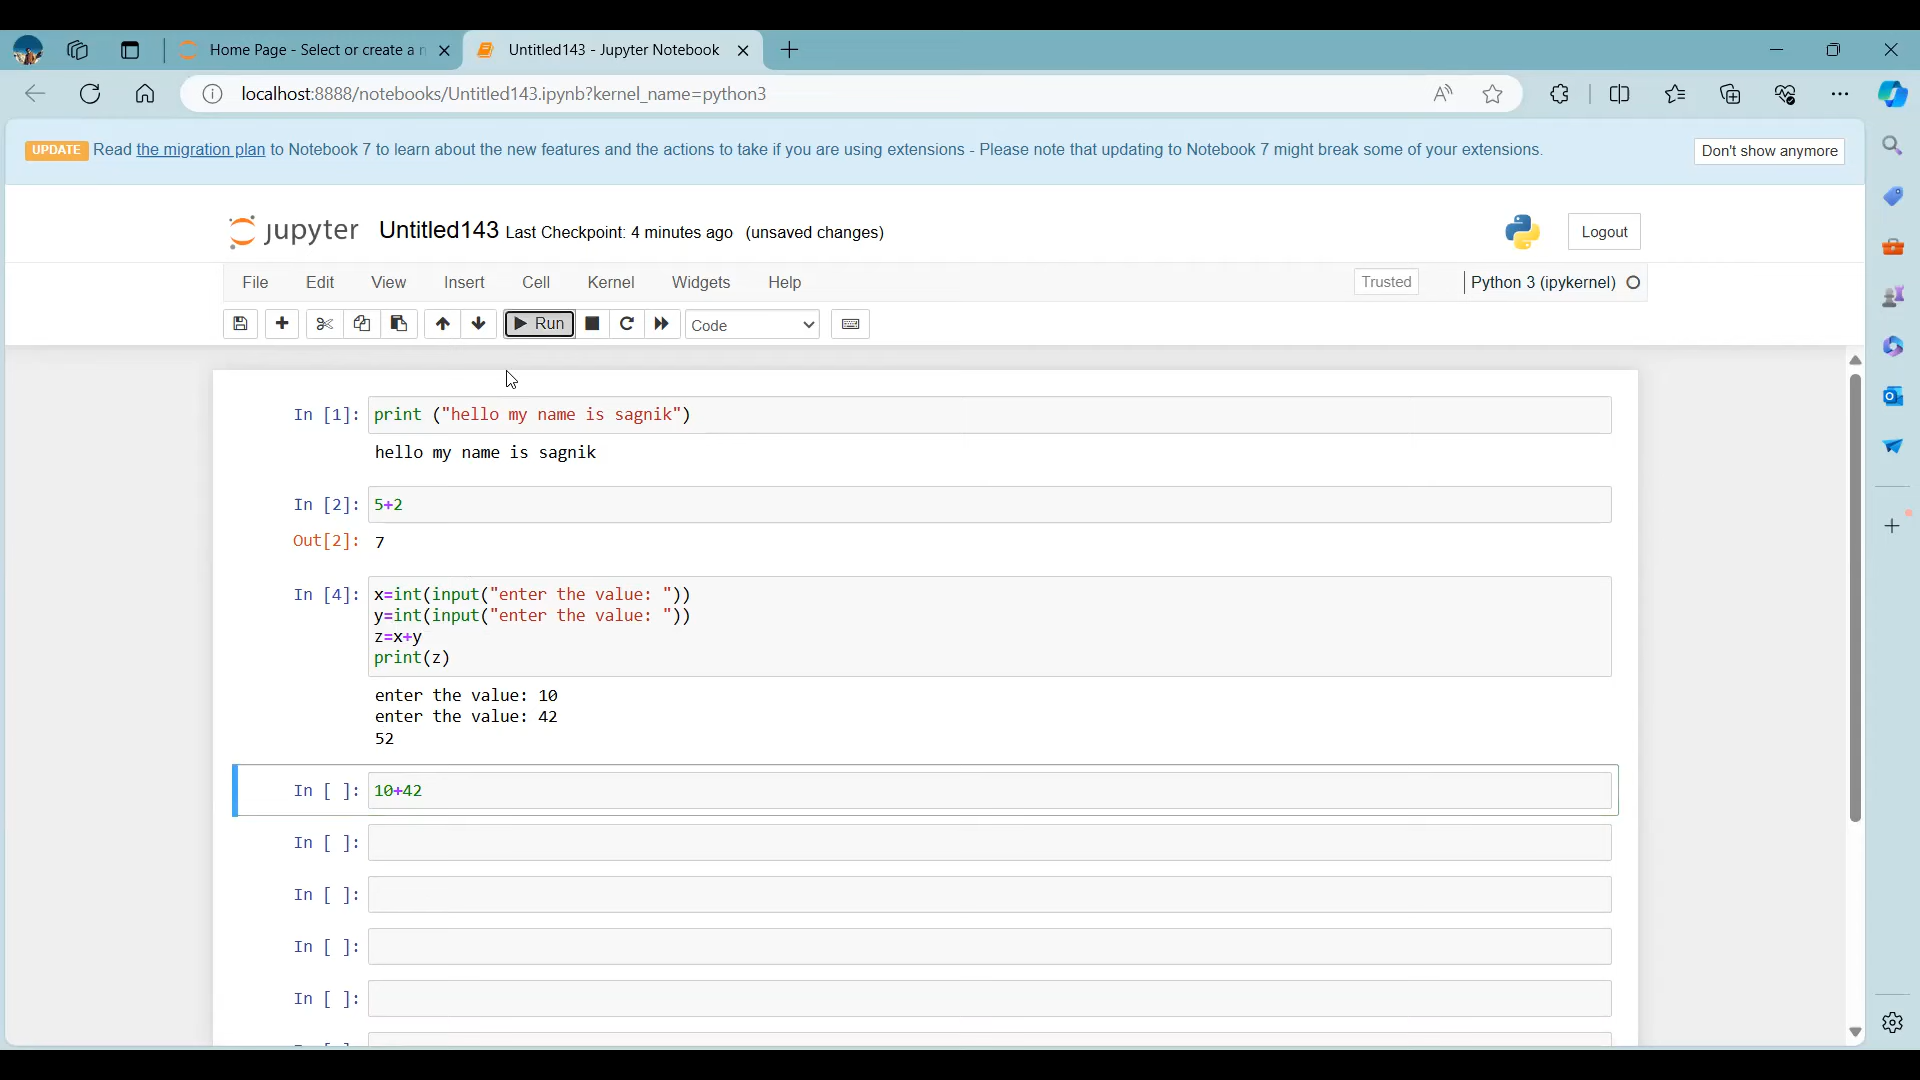 Home Page - Select or create a n
Untitled143 - Jupyter Notebook
localhost:8888/notebooks/Untitled143.ipynb?kernel_name=python3
UPDATE Read the migration plan to Notebook 7 to learn about the new features and the actions to take if you are using extensions - Please note that updating to Notebook 7 might break some of your extensions.
Don't show anymore
jupyter Untitled143 Last Checkpoint: 4 minutes ago (unsaved changes)
Logout
File Edit View Insert Cell Kernel Widgets Help
Trusted
Python 3 (ipykernel)
Run
Code
In [1]: print ("hello my name is sagnik")
hello my name is sagnik
In [2]: 5+2
Out[2]: 7
In [4]: x=int(input("enter the value: "))
y=int(input("enter the value: "))
z=x+y
print(z)
enter the value: 10
enter the value: 42
52
In [ ]: 10+42
In [ ]:
In [ ]:
In [ ]:
In [ ]: